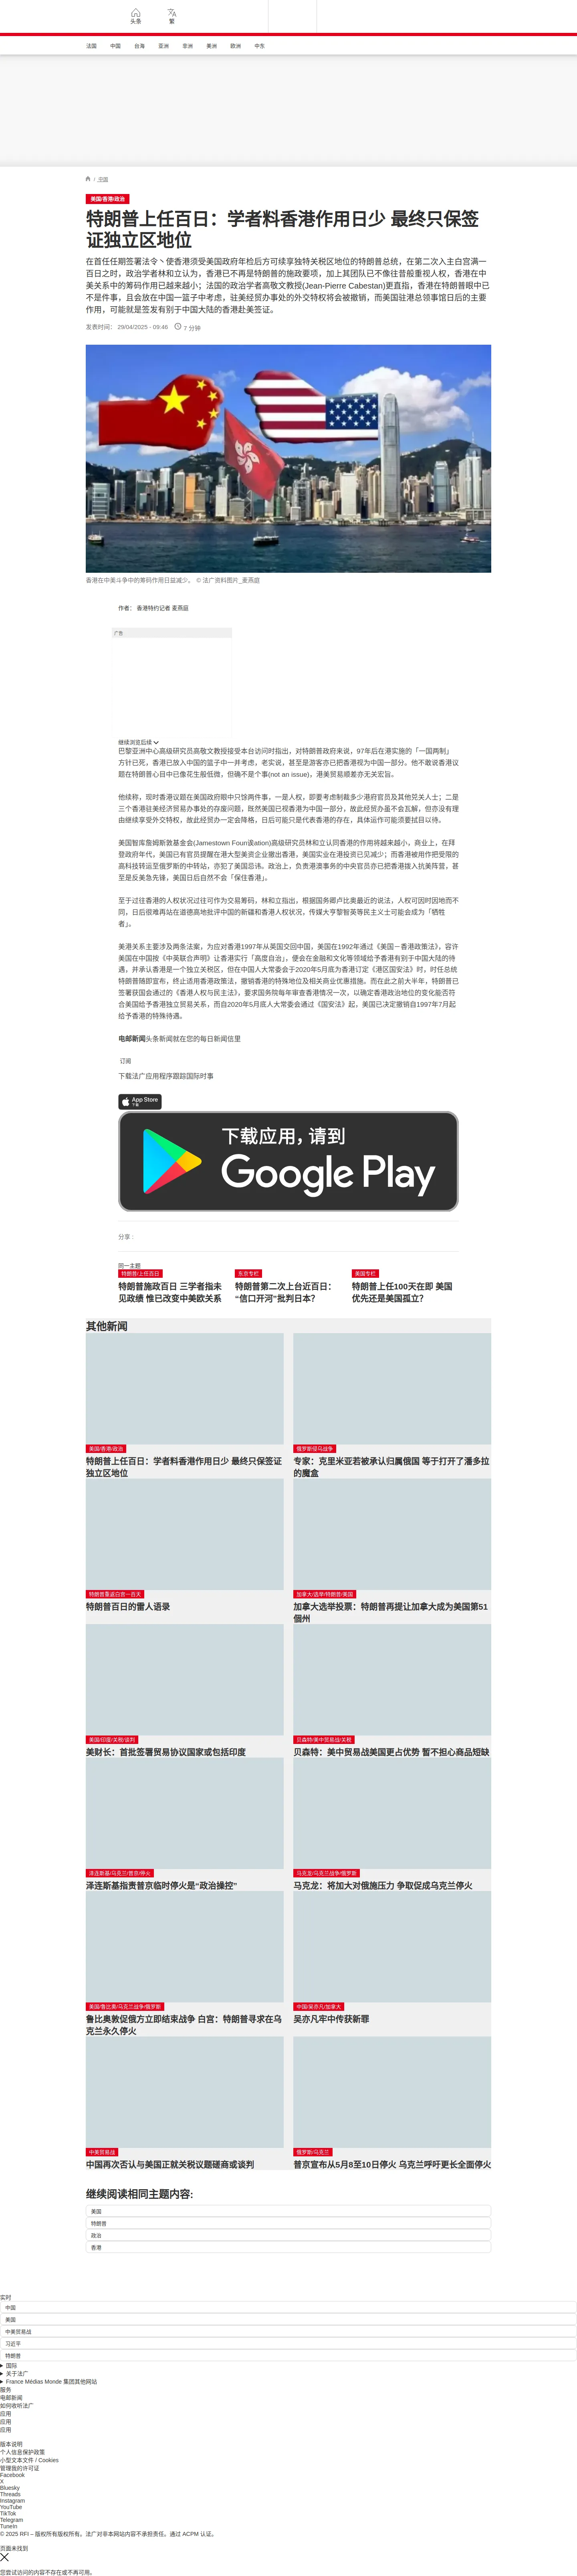 头条
繁
法国 中国 台海 亚洲 非洲 美洲 欧洲 中东
/ 中国
美国/香港/政治
特朗普上任百日：学者料香港作用日少 最终只保签
证独立区地位
在首任任期签署法令丶使香港须受美国政府年检后方可续享独特关税区地位的特朗普总统，在第二次入主白宫满一
百日之时，政治学者林和立认为，香港已不再是特朗普的施政要项，加上其团队已不像往昔般重视人权，香港在中
美关系中的筹码作用已越来越小；法国的政治学者高敬文教授(Jean-Pierre Cabestan)更直指，香港在特朗普眼中已
不是件事，且会放在中国一篮子中考虑，驻美经贸办事处的外交特权将会被撤销，而美国驻港总领事馆日后的主要
作用，可能就是签发有别于中国大陆的香港赴美签证。
发表时间： 29/04/2025 - 09:46 7 分钟
香港在中美斗争中的筹码作用日益减少。 © 法广资料图片_麦燕庭
作者： 香港特约记者 麦燕庭
广告
继续浏览后续
巴黎亚洲中心高级研究员高敬文教授接受本台访问时指出，对特朗普政府来说，97年后在港实施的「一国两制」
方针已死，香港已放入中国的篮子中一并考虑，老实说，甚至是游客亦已把香港视为中国一部分。他不敢说香港议
题在特朗普心目中已像花生般低微，但确不是个事(not an issue)，港美贸易顺差亦无关宏旨。
他续称，现时香港议题在美国政府眼中只馀两件事，一是人权，即要考虑制裁多少港府官员及其他兇关人士；二是
三个香港驻美经济贸易办事处的存废问题，既然美国已视香港为中国一部分，故此经贸办虽不会瓦解，但亦没有理
由继续享受外交特权，故此经贸办一定会降格，日后可能只是代表香港的存在，具体运作可能须要拭目以待。
美国智库詹姆斯敦基金会(Jamestown Foun诶ation)高级研究员林和立认同香港的作用将越来越小，商业上，在拜
登政府年代，美国已有官员提醒在港大型美资企业撤出香港，美国实业在港投资已见减少；而香港被用作把受限的
高科技转运至俄罗斯的中转站，亦犯了美国忌讳。政治上，负责港澳事务的中央官员亦已把香港拨入抗美阵营，甚
至是反美急先锋，美国日后自然不会「保住香港」。
至于过往香港的人权状况过往可作为交易筹码，林和立指出，根据国务卿卢比奥最近的说法，人权可因时因地而不
同，日后很难再站在道德高地批评中国的新疆和香港人权状况，传媒大亨黎智英等民主义士可能会成为「牺牲
者」。
美港关系主要涉及两条法案，为应对香港1997年从英国交回中国，美国在1992年通过《美国－香港政策法》，容许
美国在中国按《中英联合声明》让香港实行「高度自治」，便会在金融和文化等领域给予香港有别于中国大陆的待
遇，并承认香港是一个独立关税区，但在中国人大常委会于2020年5月底为香港订定《港区国安法》时，时任总统
特朗普随即宣布，终止适用香港政策法，撤销香港的特殊地位及相关商业优惠措施。而在此之前大半年，特朗普已
签署获国会通过的《香港人权与民主法》，要求国务院每年审查香港情况一次，以确定香港政治地位的变化能否符
合美国给予香港独立贸易关系，而自2020年5月底人大常委会通过《国安法》起，美国已决定撤销自1997年7月起
给予香港的特殊待遇。
电邮新闻头条新闻就在您的每日新闻信里
订阅
下载法广应用程序跟踪国际时事
App Store
下载
下载应用，请到
Google Play
分享：
同一主题
特朗普/上任百日
特朗普施政百日 三学者指未
见政绩 惟已改变中美欧关系
东京专栏
特朗普第二次上台近百日：
“信口开河”批判日本？
美国专栏
特朗普上任100天在即 美国
优先还是美国孤立？
其他新闻
美国/香港/政治
特朗普上任百日：学者料香港作用日少 最终只保签证
独立区地位
俄罗斯侵乌战争
专家：克里米亚若被承认归属俄国 等于打开了潘多拉
的魔盒
特朗普重返白宫一百天
特朗普百日的雷人语录
加拿大/选举/特朗普/美国
加拿大选举投票：特朗普再提让加拿大成为美国第51
個州
美国/印度/关税/谈判
美财长：首批签署贸易协议国家或包括印度
贝森特/美中贸易战/关税
贝森特：美中贸易战美国更占优势 暂不担心商品短缺
泽连斯基/乌克兰/普京/停火
泽连斯基指责普京临时停火是“政治操控”
马克龙/乌克兰战争/俄罗斯
马克龙：将加大对俄施压力 争取促成乌克兰停火
美国/鲁比奥/乌克兰战争/俄罗斯
鲁比奥敦促俄方立即结束战争 白宫：特朗普寻求在乌
克兰永久停火
中国/吴亦凡/加拿大
吴亦凡牢中传获新罪
中美贸易战
中国再次否认与美国正就关税议题磋商或谈判
俄罗斯/乌克兰
普京宣布从5月8至10日停火 乌克兰呼吁更长全面停火
继续阅读相同主题内容:
美国
特朗普
政治
香港
实时
中国
美国
中美贸易战
习近平
特朗普
国际
关于法广
France Médias Monde 集团其他网站
服务
电邮新闻
如何收听法广
应用
应用
应用
版本说明
个人信息保护政策
小型文本文件 / Cookies
管理我的许可证
Facebook
X
Bluesky
Threads
Instagram
YouTube
TikTok
Telegram
TuneIn
© 2025 RFI – 版权所有版权所有。法广对非本网站内容不承担责任。通过 ACPM 认证。
页面未找到
您尝试访问的内容不存在或不再可用。